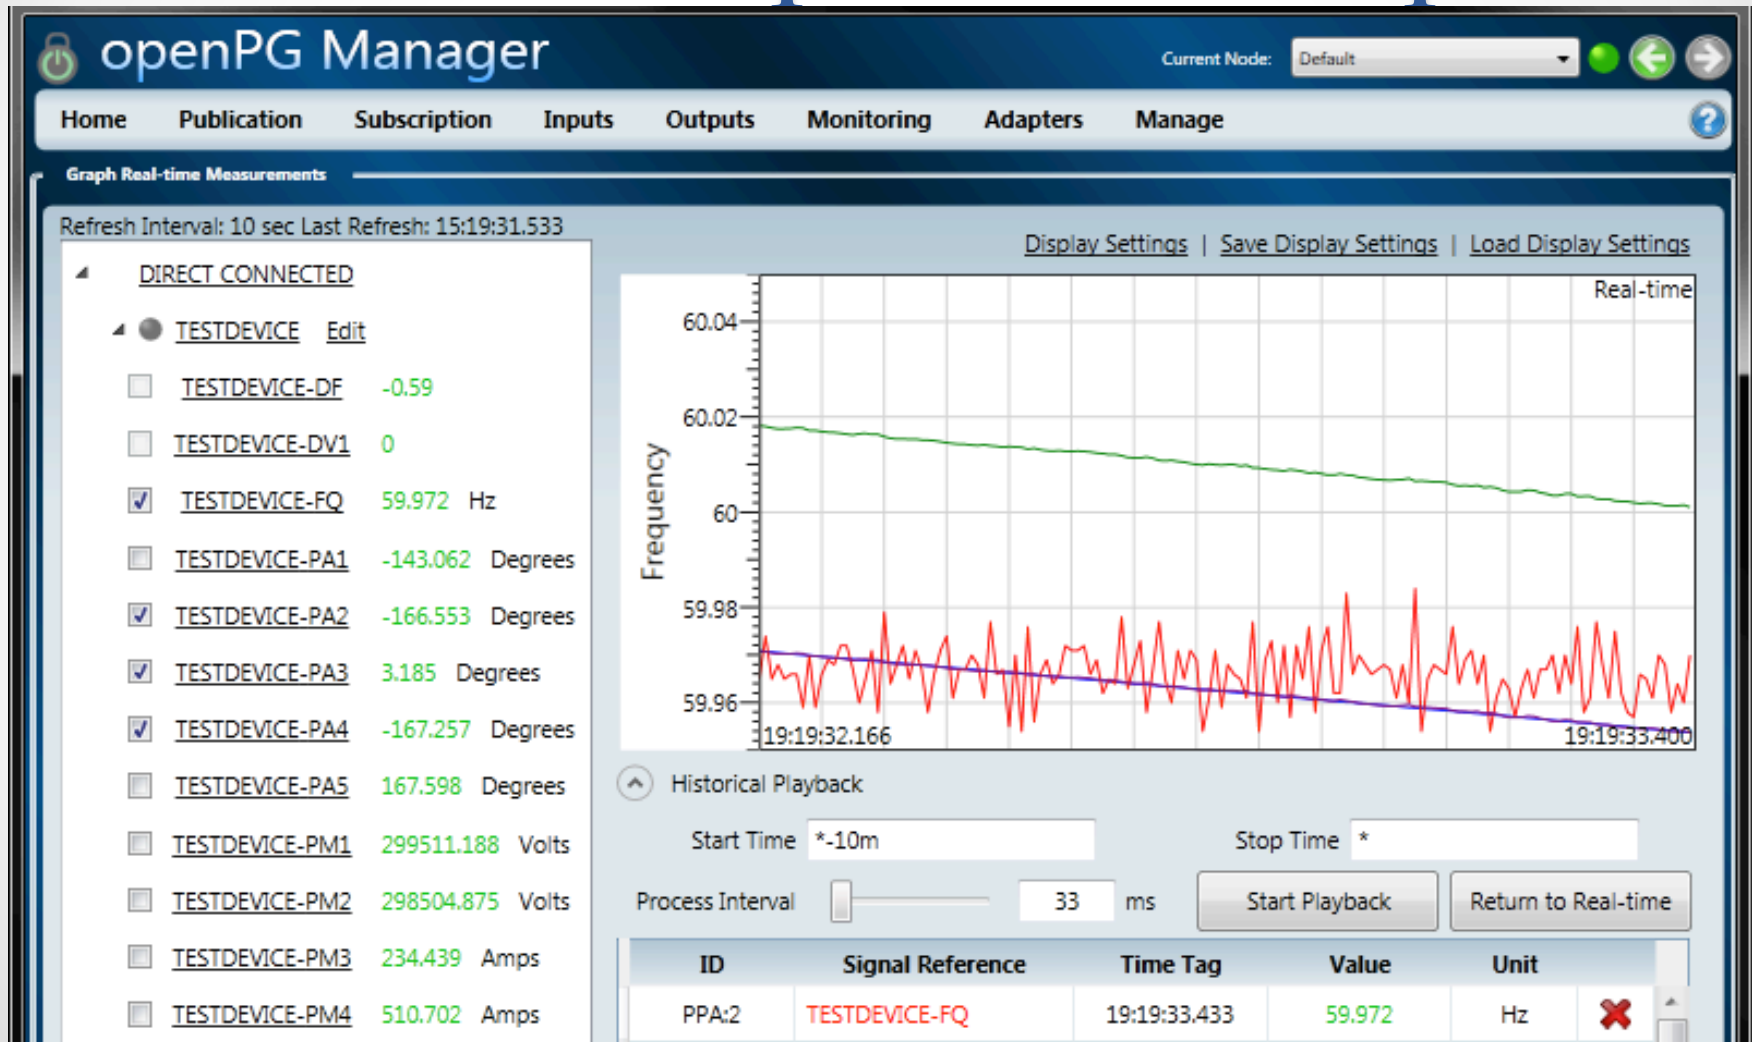 openPG Manager
Current Node: Default
Home Publication Subscription Inputs Outputs Monitoring Adapters Manage
?
Graph Real-time Measurements
Refresh Interval: 10 sec Last Refresh: 15:19:31.533
DIRECT CONNECTED
TESTDEVICE Edit
TESTDEVICE-DF -0.59
TESTDEVICE-DV1 0
TESTDEVICE-FQ 59.972 Hz
TESTDEVICE-PA1 -143.062 Degrees
TESTDEVICE-PA2 -166.553 Degrees
TESTDEVICE-PA3 3.185 Degrees
TESTDEVICE-PA4 -167.257 Degrees
TESTDEVICE-PA5 167.598 Degrees
TESTDEVICE-PM1 299511.188 Volts
TESTDEVICE-PM2 298504.875 Volts
TESTDEVICE-PM3 234.439 Amps
TESTDEVICE-PM4 510.702 Amps
Display Settings | Save Display Settings | Load Display Settings
Real-time
60.04
60.02
60
59.98
59.96
Frequency
19:19:32.166 19:19:33.400
Historical Playback
Start Time *-10m Stop Time *
Process Interval 33 ms Start Playback Return to Real-time
ID Signal Reference Time Tag Value Unit
PPA:2 TESTDEVICE-FQ 19:19:33.433 59.972 Hz